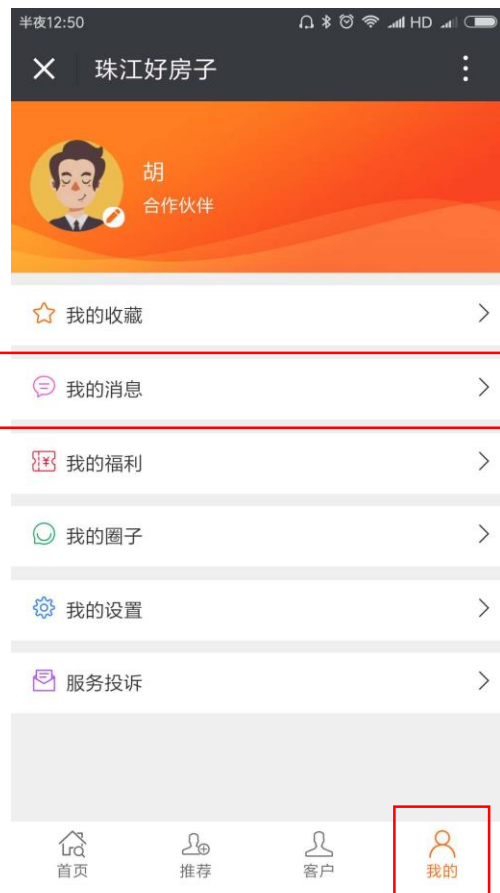 半夜12:50 HD
珠江好房子
胡
合作伙伴
我的收藏
我的消息
我的福利
我的圈子
我的设置
服务投诉
首页 推荐 客户 我的